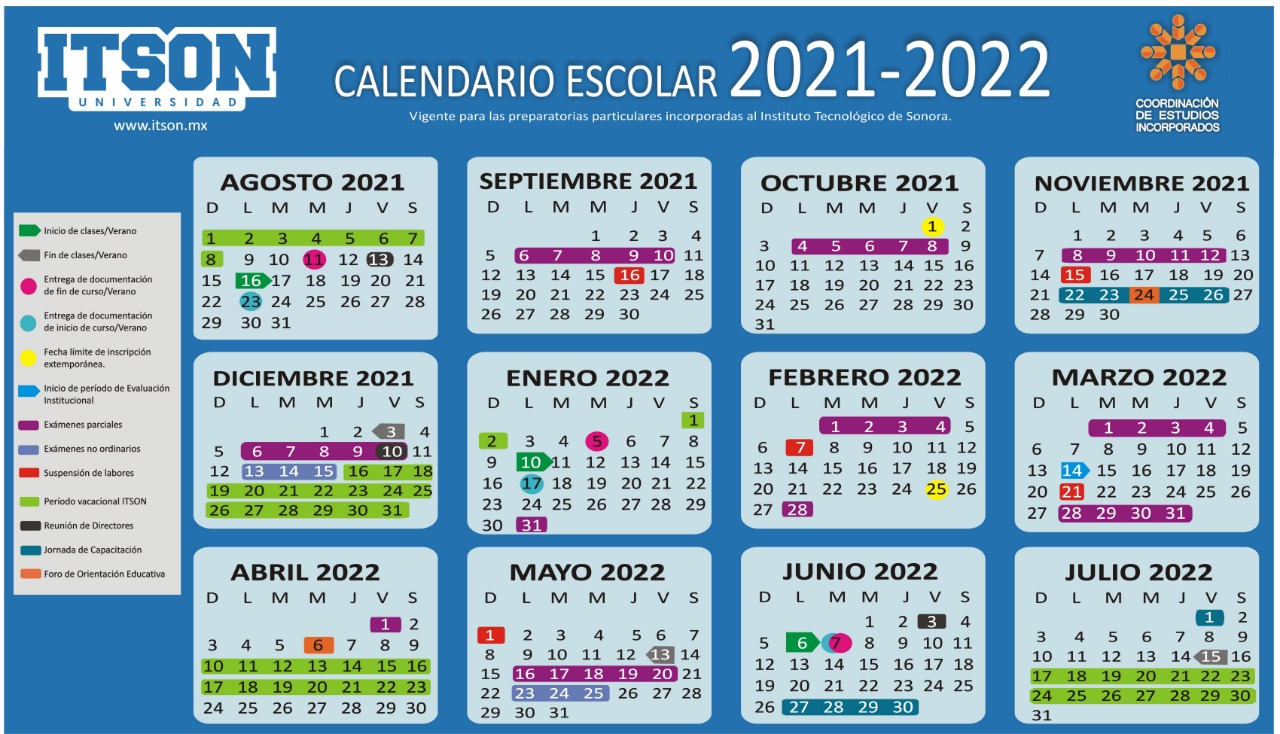 ITSON
UNIVERSIDAD
www.itson.mx
CALENDARIO ESCOLAR 2021-2022
Vigente para las preparatorias particulares incorporadas al Instituto Tecnológico de Sonora.
COORDINACIÓN
DE ESTUDIOS
INCORPORADOS
Inicio de clases/Verano
Fin de clases/Verano
Entrega de documentación
de fin de curso/Verano
Entrega de documentación
de inicio de curso/Verano
Fecha límite de inscripción
extemporánea.
Inicio de período de Evaluación
Institucional
Exámenes parciales
Exámenes no ordinarios
Suspensión de labores
Período vacacional ITSON
Reunión de Directores
Jornada de Capacitación
Foro de Orientación Educativa
AGOSTO 2021
D L M M J V S
1 2 3 4 5 6 7
8 9 10 11 12 13 14
15 16 17 18 19 20 21
22 23 24 25 26 27 28
29 30 31
SEPTIEMBRE 2021
D L M M J V S
1 2 3 4
5 6 7 8 9 10 11
12 13 14 15 16 17 18
19 20 21 22 23 24 25
26 27 28 29 30
OCTUBRE 2021
D L M M J V S
1 2
3 4 5 6 7 8 9
10 11 12 13 14 15 16
17 18 19 20 21 22 23
24 25 26 27 28 29 30
31
NOVIEMBRE 2021
D L M M J V S
1 2 3 4 5 6
7 8 9 10 11 12 13
14 15 16 17 18 19 20
21 22 23 24 25 26 27
28 29 30
DICIEMBRE 2021
D L M M J V S
1 2 3 4
5 6 7 8 9 10 11
12 13 14 15 16 17 18
19 20 21 22 23 24 25
26 27 28 29 30 31
ENERO 2022
D L M M J V S
1
2 3 4 5 6 7 8
9 10 11 12 13 14 15
16 17 18 19 20 21 22
23 24 25 26 27 28 29
30 31
FEBRERO 2022
D L M M J V S
1 2 3 4 5
6 7 8 9 10 11 12
13 14 15 16 17 18 19
20 21 22 23 24 25 26
27 28
MARZO 2022
D L M M J V S
1 2 3 4 5
6 7 8 9 10 11 12
13 14 15 16 17 18 19
20 21 22 23 24 25 26
27 28 29 30 31
ABRIL 2022
D L M M J V S
1 2
3 4 5 6 7 8 9
10 11 12 13 14 15 16
17 18 19 20 21 22 23
24 25 26 27 28 29 30
MAYO 2022
D L M M J V S
1 2 3 4 5 6 7
8 9 10 11 12 13 14
15 16 17 18 19 20 21
22 23 24 25 26 27 28
29 30 31
JUNIO 2022
D L M M J V S
1 2 3 4
5 6 7 8 9 10 11
12 13 14 15 16 17 18
19 20 21 22 23 24 25
26 27 28 29 30
JULIO 2022
D L M M J V S
1 2
3 4 5 6 7 8 9
10 11 12 13 14 15 16
17 18 19 20 21 22 23
24 25 26 27 28 29 30
31